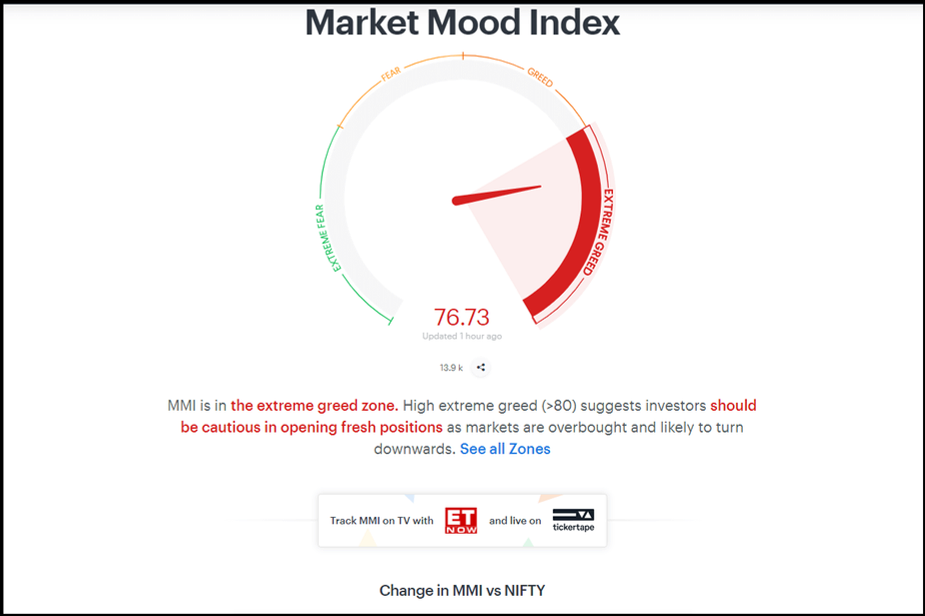 Market Mood Index
FEAR
GREED
EXTREME FEAR
EXTREME GREED
76.73
Updated 1 hour ago
13.9 k
MMI is in the extreme greed zone. High extreme greed (>80) suggests investors should
be cautious in opening fresh positions as markets are overbought and likely to turn
downwards. See all Zones
Track MMI on TV with ET NOW and live on tickertape
Change in MMI vs NIFTY